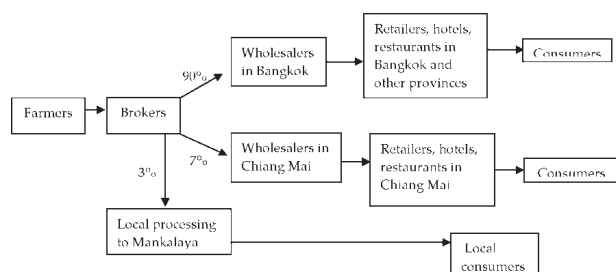 Retailers, hotels,
restaurants in
Bangkok and
other provinces
Wholesalers
in Bangkok
Consumers
90%
Farmers
Brokers
Wholesalers in
Chiang Mai
Retailers, hotels,
restaurants in
Chiang Mai
Consumers
7%
3%
Local processing
to Mankalaya
Local
consumers